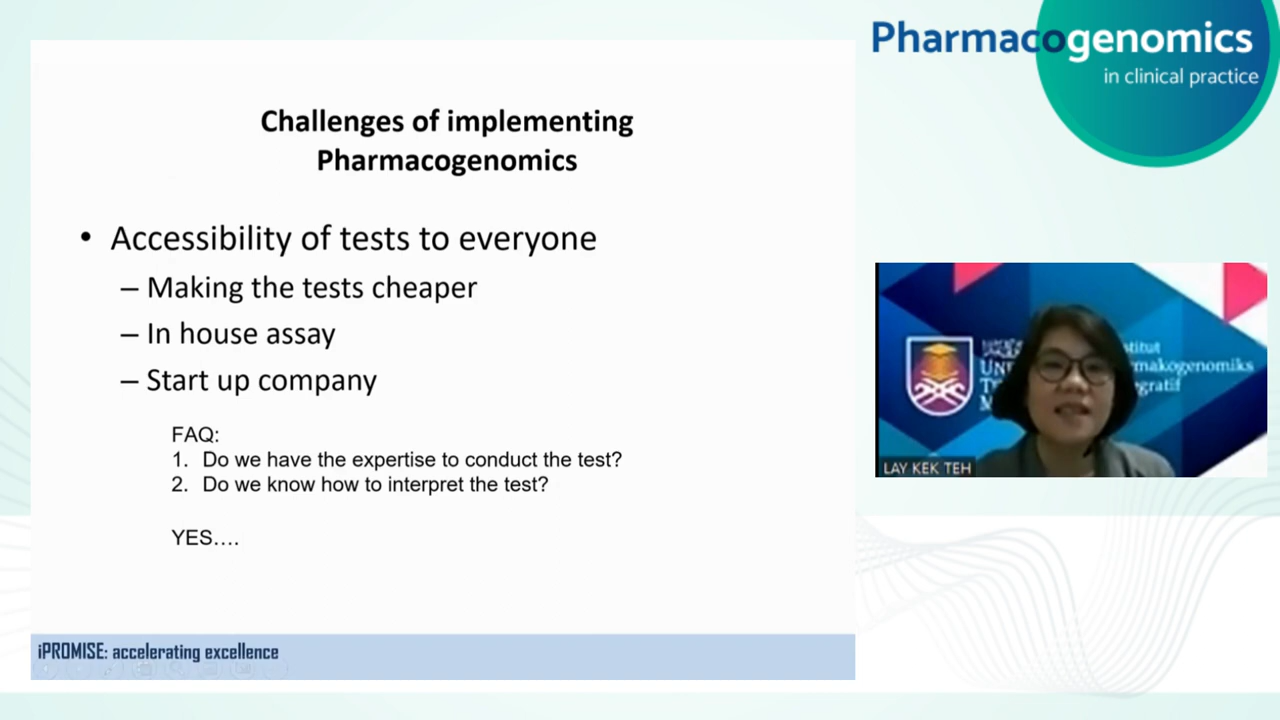 Pharmacogenomics
in clinical practice
Challenges of implementing
Pharmacogenomics
• Accessibility of tests to everyone
– Making the tests cheaper
– In house assay
– Start up company
FAQ:
1. Do we have the expertise to conduct the test?
2. Do we know how to interpret the test?
YES….
iPROMISE: accelerating excellence
LAY KEK TEH